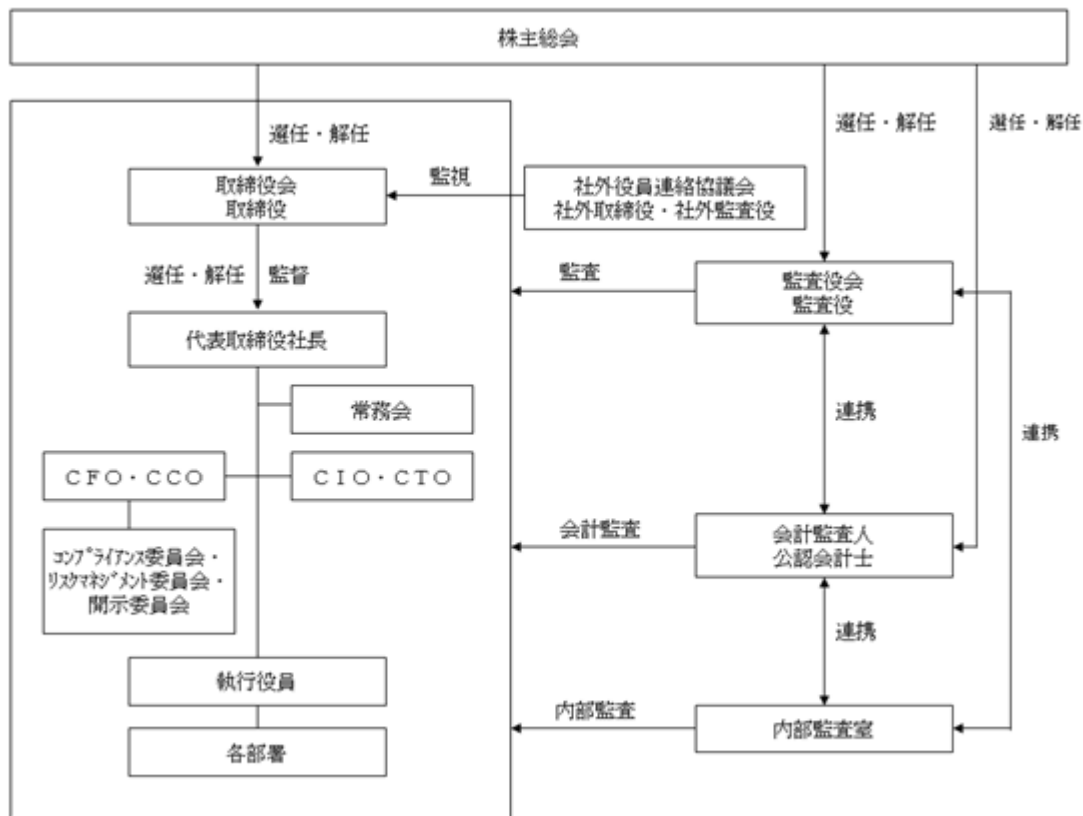 株主総会
選任・解任
選任・解任
選任・解任
取締役会
取締役
監視
社外役員連絡協議会
社外取締役・社外監査役
選任・解任 監督
監査
監査役会
監査役
代表取締役社長
常務会
連携
連携
ＣＦＯ・ＣＣＯ
ＣＩＯ・ＣＴＯ
コンプライアンス委員会・
リスクマネジメント委員会・
開示委員会
会計監査
会計監査人
公認会計士
連携
執行役員
内部監査
内部監査室
各部署